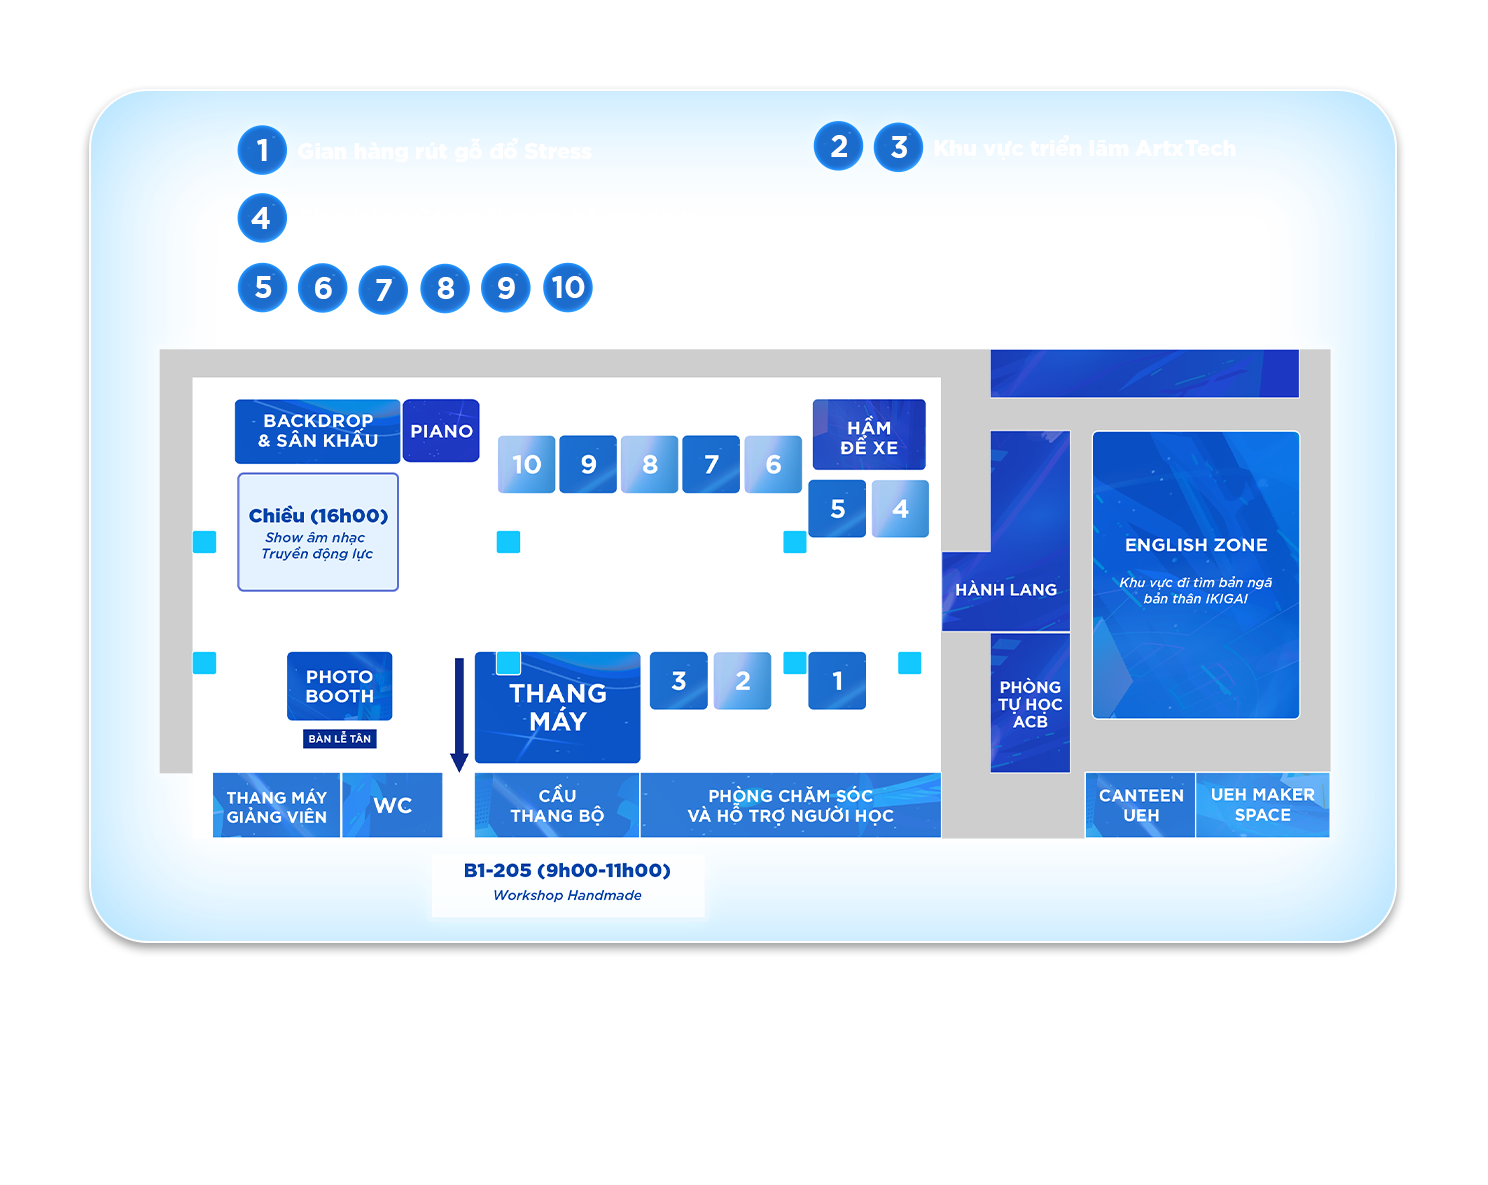 1 Gian hàng rút gỗ đổ Stress
2 3 Khu vực triển lãm ArtxTech
4
5 6 7 8 9 10
BACKDROP
& SÂN KHẤU
PIANO
10 9 8 7 6
HẦM
ĐỂ XE
5 4
Chiều (16h00)
Show âm nhạc
Truyền động lực
HÀNH LANG
ENGLISH ZONE
Khu vực đi tìm bản ngã
bản thân IKIGAI
PHOTO
BOOTH
BÀN LỄ TÂN
THANG
MÁY
3 2 1
PHÒNG
TỰ HỌC
ACB
THANG MÁY
GIẢNG VIÊN
WC
CẦU
THANG BỘ
PHÒNG CHĂM SÓC
VÀ HỖ TRỢ NGƯỜI HỌC
CANTEEN
UEH
UEH MAKER
SPACE
B1-205 (9h00-11h00)
Workshop Handmade